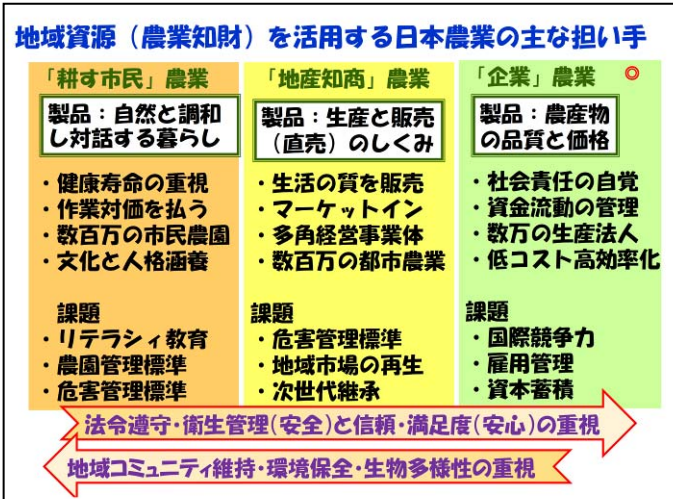 地域資源（農業知財）を活用する日本農業の主な担い手
「耕す市民」農業
製品：自然と調和
し対話する暮らし
・健康寿命の重視
・作業対価を払う
・数百万の市民農園
・文化と人格涵養
課題
・リテラシィ教育
・農園管理標準
・危害管理標準
「地産知商」農業
製品：生産と販売
（直売）のしくみ
・生活の質を販売
・マーケットイン
・多角経営事業体
・数百万の都市農業
課題
・危害管理標準
・地域市場の再生
・次世代継承
「企業」農業 ◎
製品：農産物
の品質と価格
・社会責任の自覚
・資金流動の管理
・数万の生産法人
・低コスト高効率化
課題
・国際競争力
・雇用管理
・資本蓄積
法令遵守・衛生管理(安全)と信頼・満足度(安心)の重視
地域コミュニティ維持・環境保全・生物多様性の重視